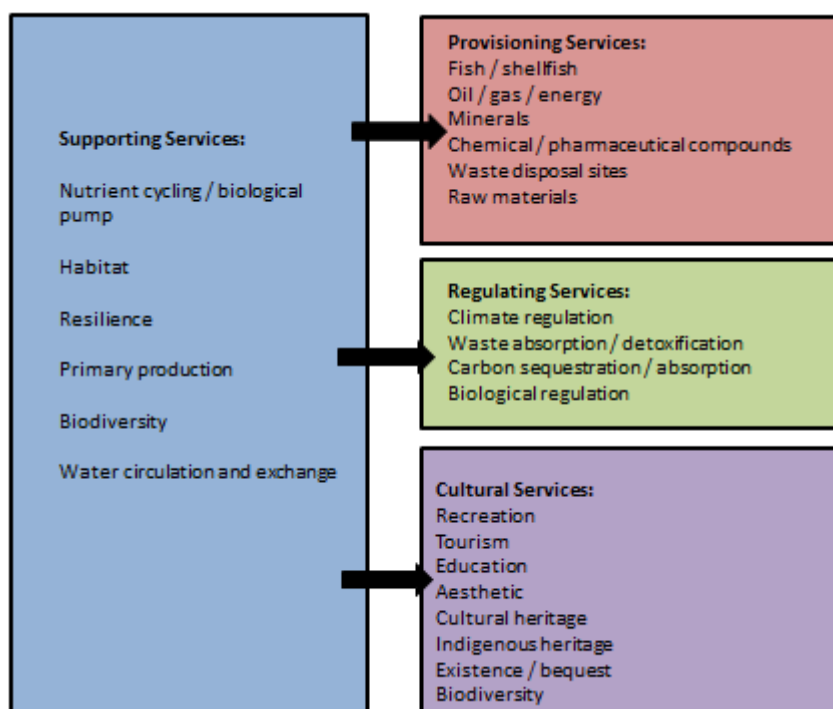 Supporting Services:
Nutrient cycling / biological
pump
Habitat
Resilience
Primary production
Biodiversity
Water circulation and exchange
Provisioning Services:
Fish / shellfish
Oil / gas / energy
Minerals
Chemical / pharmaceutical compounds
Waste disposal sites
Raw materials
Regulating Services:
Climate regulation
Waste absorption / detoxification
Carbon sequestration / absorption
Biological regulation
Cultural Services:
Recreation
Tourism
Education
Aesthetic
Cultural heritage
Indigenous heritage
Existence / bequest
Biodiversity